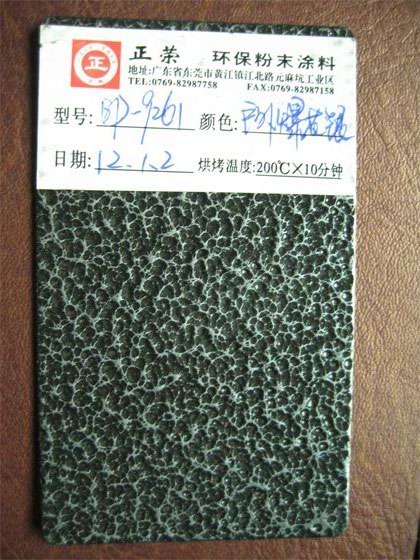 正
正荣 环保粉末涂料
地址:广东省东莞市黄江镇江北路元麻坑工业区
TEL:0769-82987758 FAX:0769-82987158
型号: BP-9261 颜色:
日期: 12.1.2 烘烤温度:200℃×10分钟